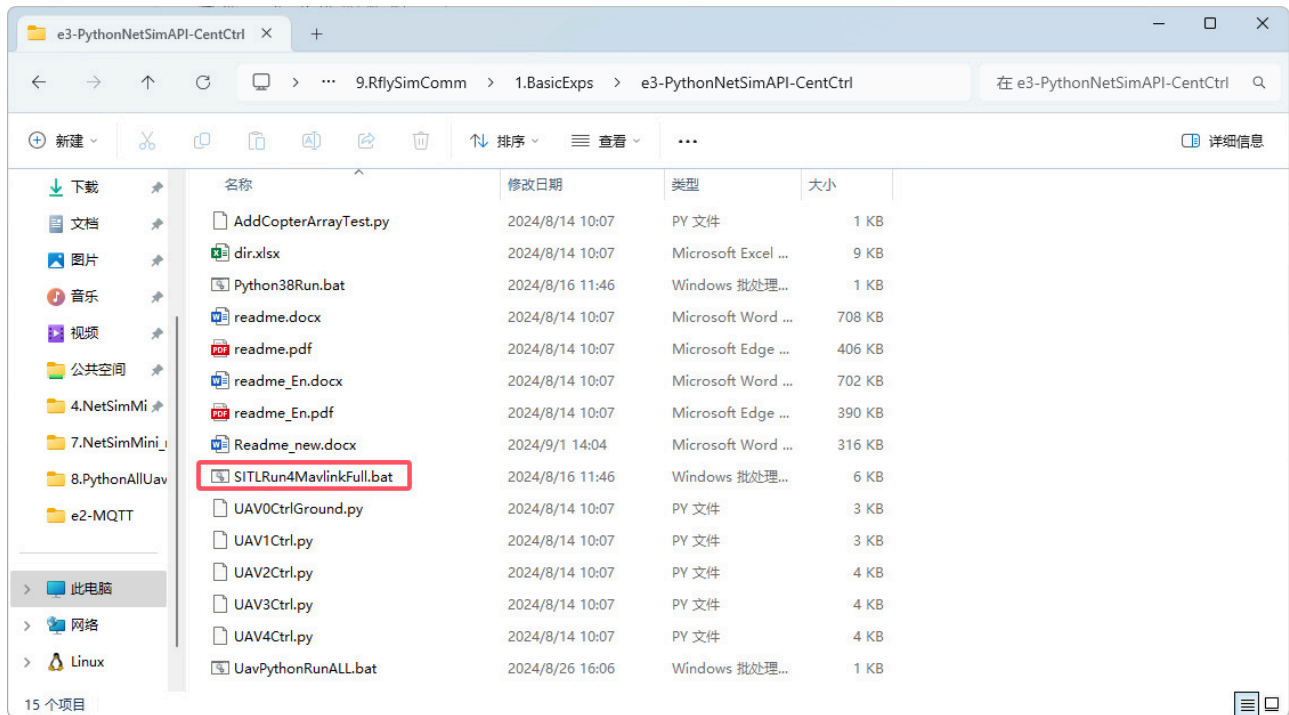 e3-PythonNetSimAPI-CentCtrl
9.RflySimComm > 1.BasicExps > e3-PythonNetSimAPI-CentCtrl
在 e3-PythonNetSimAPI-CentCtrl
新建 排序 查看 ... 详细信息
名称 修改日期 类型 大小
下载
文档
图片
音乐
视频
公共空间
4.NetSimMi
7.NetSimMini_
8.PythonAllUav
e2-MQTT
此电脑
网络
Linux
AddCopterArrayTest.py 2024/8/14 10:07 PY 文件 1 KB
dir.xlsx 2024/8/14 10:07 Microsoft Excel ... 9 KB
Python38Run.bat 2024/8/16 11:46 Windows 批处理... 1 KB
readme.docx 2024/8/14 10:07 Microsoft Word ... 708 KB
readme.pdf 2024/8/14 10:07 Microsoft Edge ... 406 KB
readme_En.docx 2024/8/14 10:07 Microsoft Word ... 702 KB
readme_En.pdf 2024/8/14 10:07 Microsoft Edge ... 390 KB
Readme_new.docx 2024/9/1 14:04 Microsoft Word ... 316 KB
SITLRun4MavlinkFull.bat 2024/8/16 11:46 Windows 批处理... 6 KB
UAV0CtrlGround.py 2024/8/14 10:07 PY 文件 3 KB
UAV1Ctrl.py 2024/8/14 10:07 PY 文件 3 KB
UAV2Ctrl.py 2024/8/14 10:07 PY 文件 4 KB
UAV3Ctrl.py 2024/8/14 10:07 PY 文件 4 KB
UAV4Ctrl.py 2024/8/14 10:07 PY 文件 4 KB
UavPythonRunALL.bat 2024/8/26 16:06 Windows 批处理... 1 KB
15 个项目